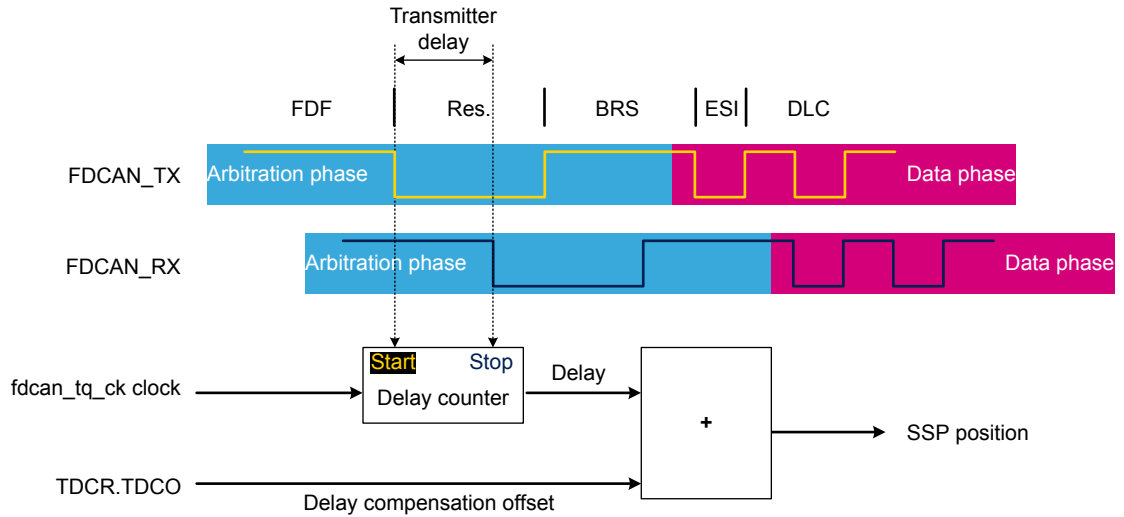 Transmitter
delay
FDF Res. BRS ESI DLC
FDCAN_TX Arbitration phase Data phase
FDCAN_RX Arbitration phase Data phase
Start Stop
fdcan_tq_ck clock Delay counter Delay
+
SSP position
TDCR.TDCO
Delay compensation offset